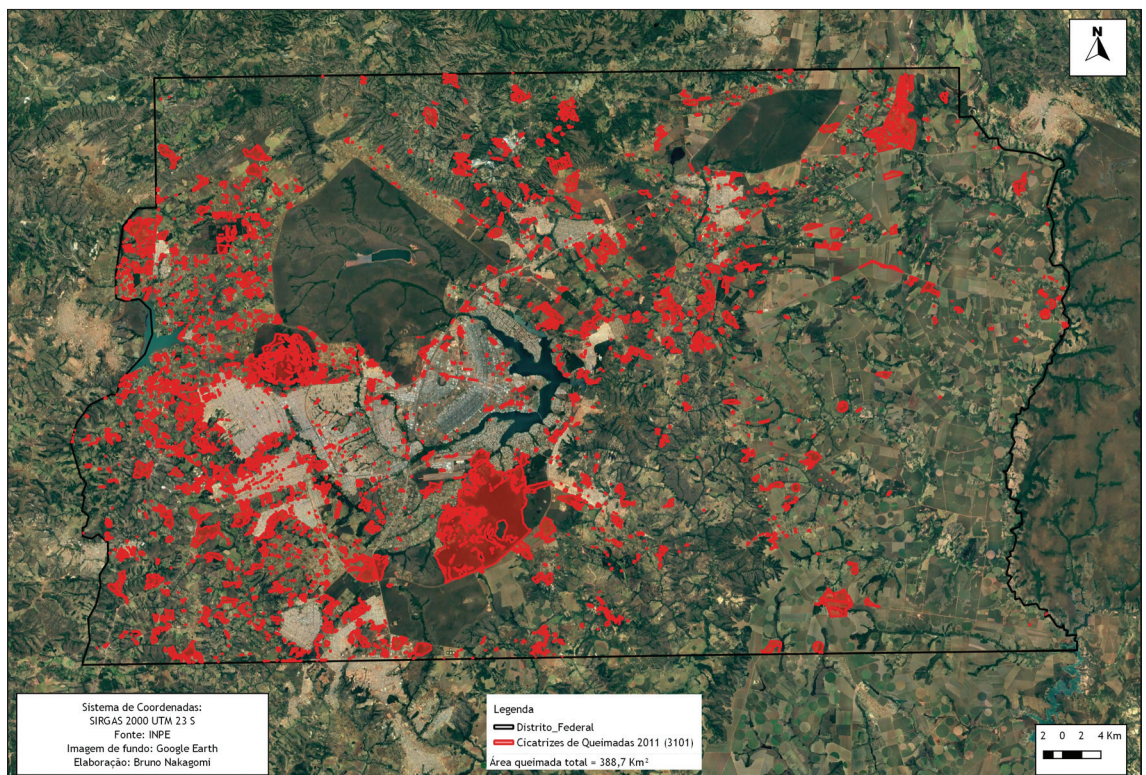 N
Sistema de Coordenadas:
SIRGAS 2000 UTM 23 S
Fonte: INPE
Imagem de fundo: Google Earth
Elaboração: Bruno Nakagomi
Legenda
Distrito_Federal
Cicatrizes de Queimadas 2011 (3101)
Área queimada total = 388,7 Km²
2 0 2 4 Km